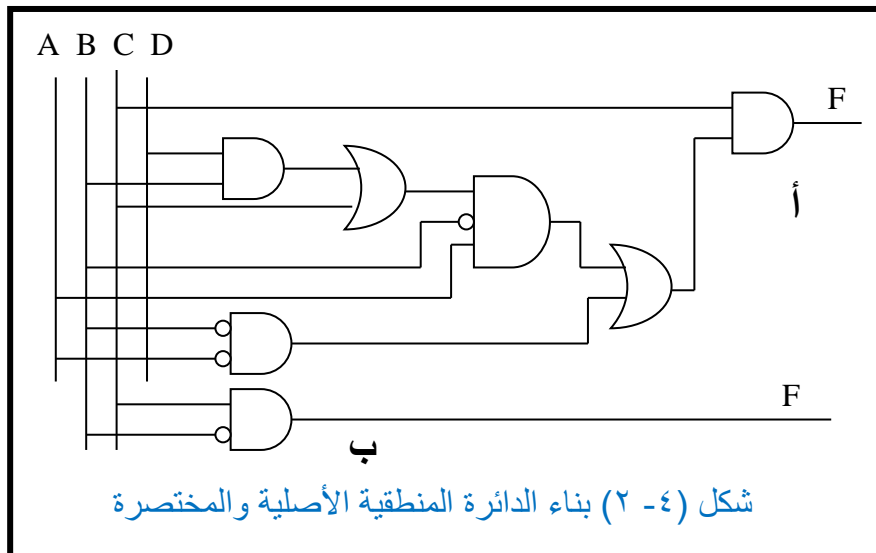 A B C D
F
أ
F
ب
شكل (٤- ٢) بناء الدائرة المنطقية الأصلية والمختصرة